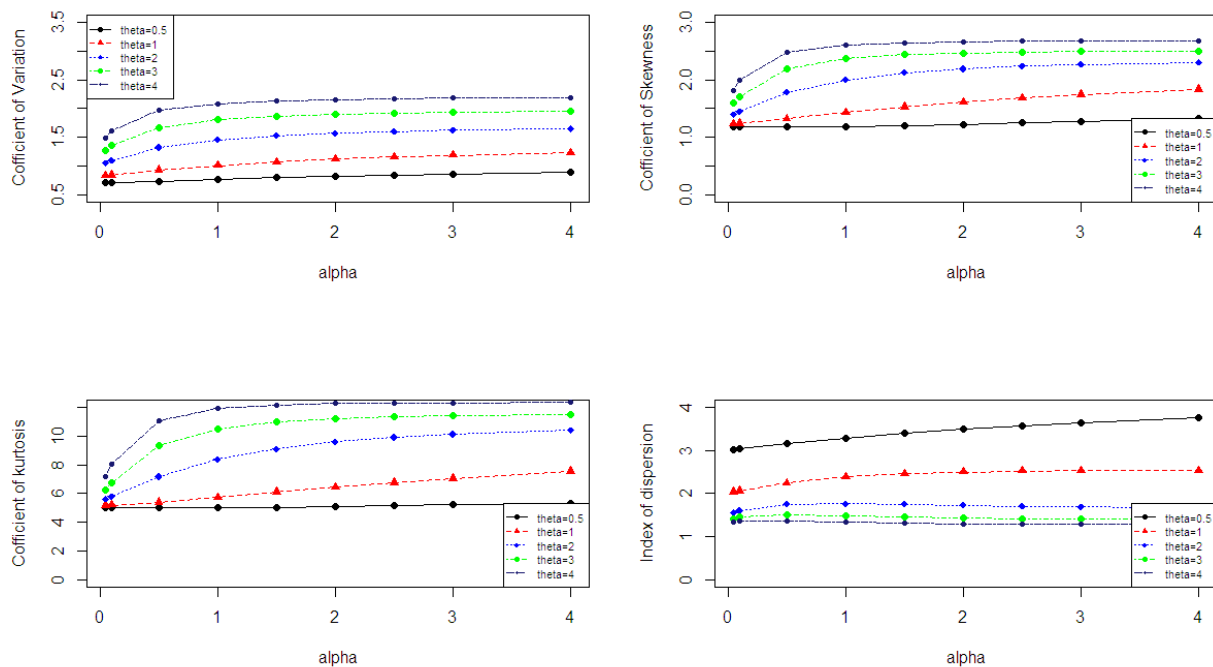 Cofficient of Variation
0.5 1.5 2.5 3.5
theta=0.5
theta=1
theta=2
theta=3
theta=4
0 1 2 3 4
alpha
Cofficient of Skewness
0.0 1.0 2.0 3.0
theta=0.5
theta=1
theta=2
theta=3
theta=4
0 1 2 3 4
alpha
Cofficient of kurtosis
0 2 4 6 8 10
theta=0.5
theta=1
theta=2
theta=3
theta=4
0 1 2 3 4
alpha
Index of dispersion
0 1 2 3 4
theta=0.5
theta=1
theta=2
theta=3
theta=4
0 1 2 3 4
alpha